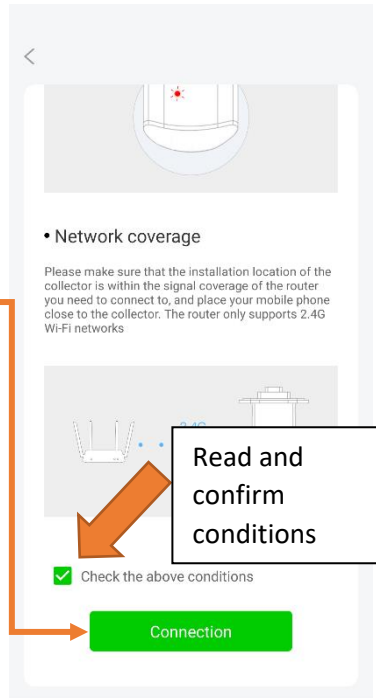 • Network coverage
Please make sure that the installation location of the
collector is within the signal coverage of the router
you need to connect to, and place your mobile phone
close to the collector. The router only supports 2.4G
Wi-Fi networks
Read and
confirm
conditions
Check the above conditions
Connection